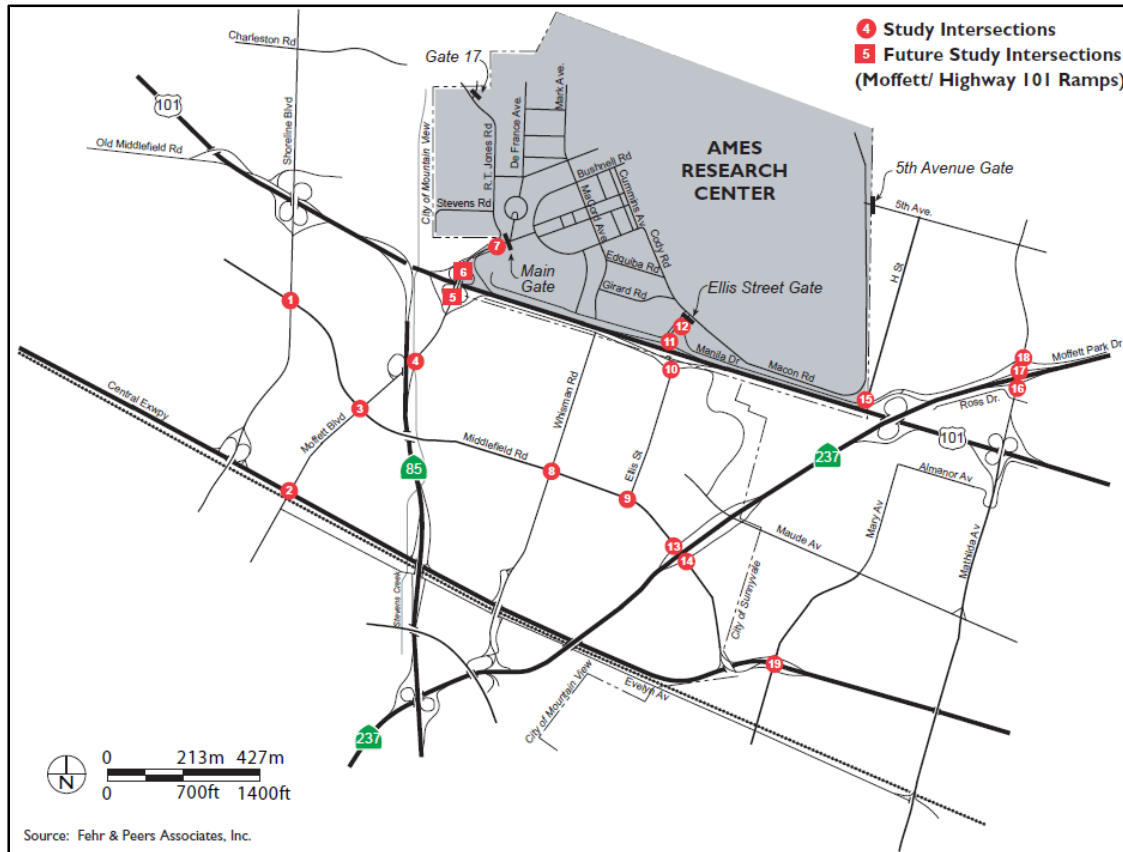 4 Study Intersections
5 Future Study Intersections
(Moffett/ Highway 101 Ramps)
Charleston Rd
Gate 17
101
Shoreline Blvd
Old Middlefield Rd
City of Mountain View
R.T. Jones Rd
De France Ave.
Mark Ave.
AMES
RESEARCH
CENTER
Bushnell Rd
Cummins Av
McCord Ave
5th Avenue Gate
5th Ave.
Stevens Rd
Cody Rd
7
Main
Gate
Edquiba Rd
Girard Rd
Ellis Street Gate
H St
6
5
1
12
11
Manila Dr
Macon Rd
10
4
18
17
16
Moffett Park Dr
15
Ross Dr.
101
Central Exwpy
3
Moffett Blvd
Whisman Rd
Middlefield Rd
Ellis St
237
85
8
9
2
Almanor Av
Mary Av
Mathilda Av
Maude Av
13
14
City of Sunnyvale
Stevens Creek
19
Evelyn Av
City of Mountain View
237
N
0 213m 427m
0 700ft 1400ft
Source: Fehr & Peers Associates, Inc.